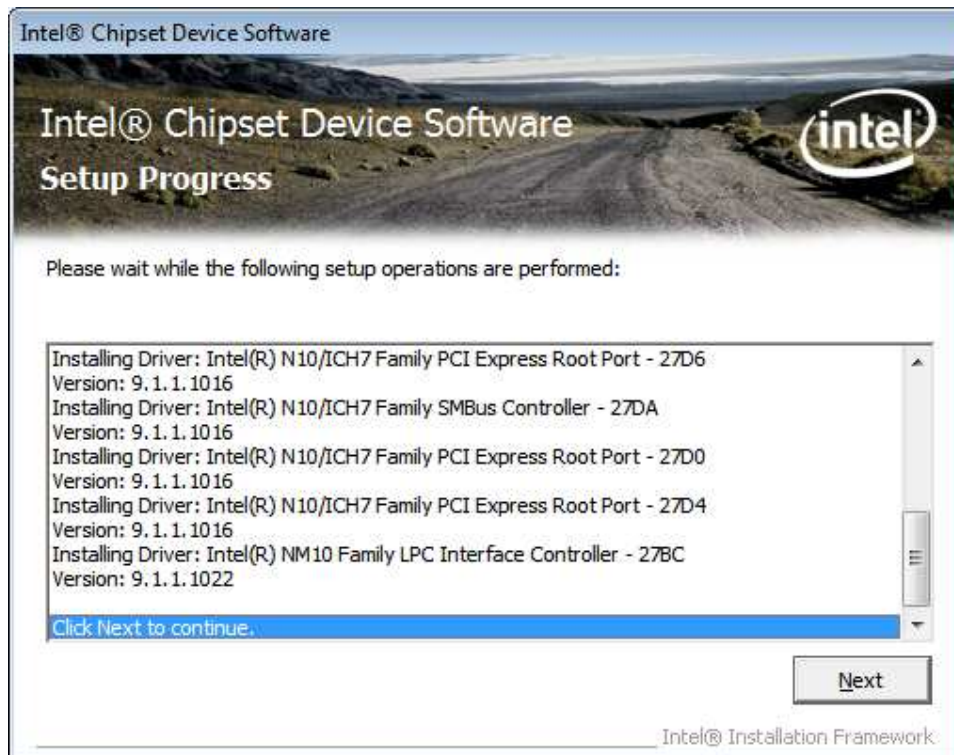 Intel® Chipset Device Software
Intel® Chipset Device Software
intel
Setup Progress
Please wait while the following setup operations are performed:
Installing Driver: Intel(R) N10/ICH7 Family PCI Express Root Port - 27D6
Version: 9.1.1.1016
Installing Driver: Intel(R) N10/ICH7 Family SMBus Controller - 27DA
Version: 9.1.1.1016
Installing Driver: Intel(R) N10/ICH7 Family PCI Express Root Port - 27D0
Version: 9.1.1.1016
Installing Driver: Intel(R) N10/ICH7 Family PCI Express Root Port - 27D4
Version: 9.1.1.1016
Installing Driver: Intel(R) NM10 Family LPC Interface Controller - 27BC
Version: 9.1.1.1022
Click Next to continue.
Next
Intel® Installation Framework